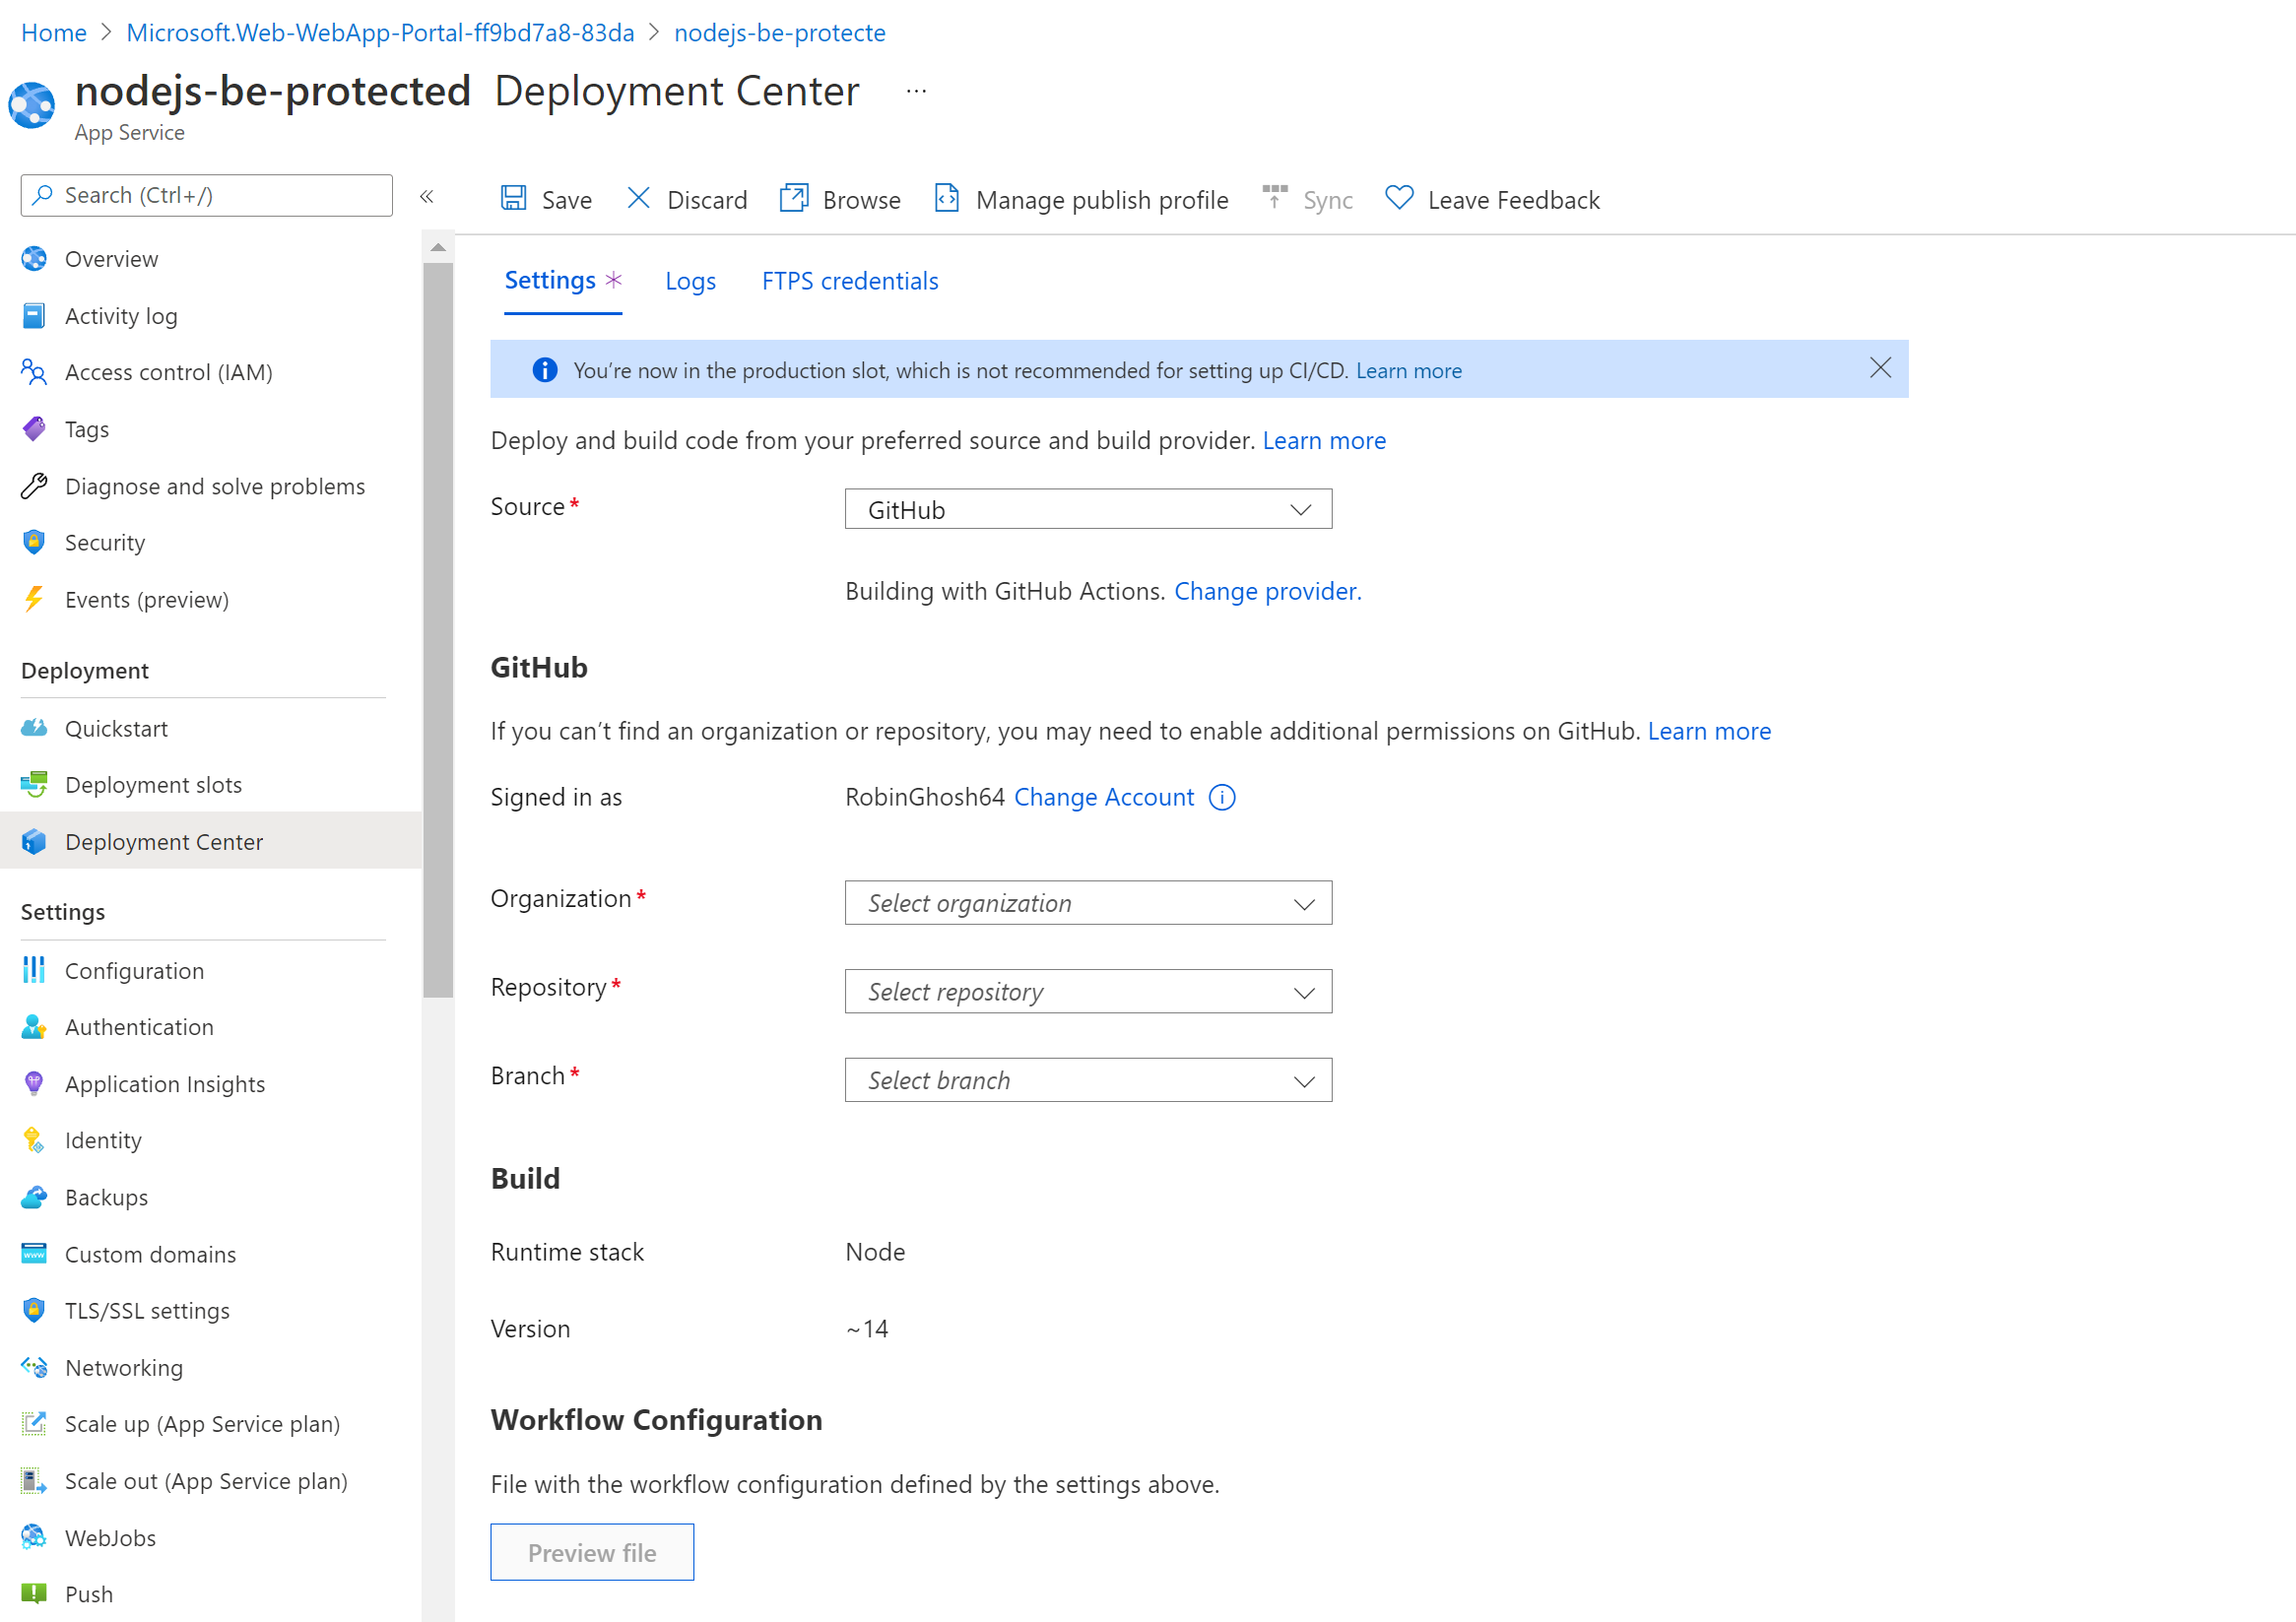 Home > Microsoft.Web-WebApp-Portal-ff9bd7a8-83da > nodejs-be-protecte
nodejs-be-protected Deployment Center ...
App Service
Search (Ctrl+/) «
Save Discard Browse Manage publish profile Sync Leave Feedback
Overview
Activity log
Access control (IAM)
Tags
Diagnose and solve problems
Security
Events (preview)
Deployment
Quickstart
Deployment slots
Deployment Center
Settings
Configuration
Authentication
Application Insights
Identity
Backups
Custom domains
TLS/SSL settings
Networking
Scale up (App Service plan)
Scale out (App Service plan)
WebJobs
Push
Settings * Logs FTPS credentials
You’re now in the production slot, which is not recommended for setting up CI/CD. Learn more
Deploy and build code from your preferred source and build provider. Learn more
Source* GitHub
Building with GitHub Actions. Change provider.
GitHub
If you can’t find an organization or repository, you may need to enable additional permissions on GitHub. Learn more
Signed in as RobinGhosh64 Change Account
Organization* Select organization
Repository* Select repository
Branch* Select branch
Build
Runtime stack Node
Version ~14
Workflow Configuration
File with the workflow configuration defined by the settings above.
Preview file